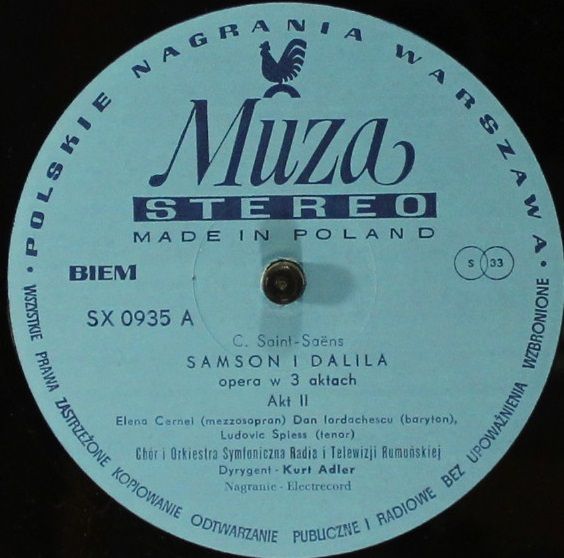 • POLSKIE NAGRANIA WARSZAWA •
Muza
STEREO
MADE IN POLAND
BIEM
S 33
SX 0935 A
C. Saint-Saëns
SAMSON I DALILA
opera w 3 aktach
Akt II
Elena Cernei (mezzosopran) Dan Iordachescu (baryton),
Ludovic Spiess (tenor)
Chór i Orkiestra Symfoniczna Radia i Telewizji Rumuńskiej
Dyrygent - Kurt Adler
Nagranie - Electrecord
WSZYSTKIE PRAWA ZASTRZEŻONE KOPIOWANIE ODTWARZANIE PUBLICZNE I RADIOWE BEZ UPOWAŻNIENIA WZBRONIONE